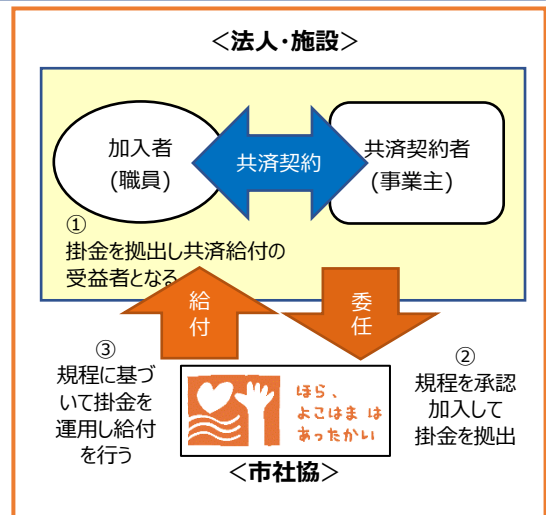 <法人・施設>
加入者
(職員)
共済契約
共済契約者
(事業主)
①
掛金を拠出し共済給付の
受益者となる
給
付
委
任
③
規程に基づ
いて掛金を
運用し給付
を行う
ほら、
よこはま は
あったかい
②
規程を承認
加入して
掛金を拠出
<市社協>